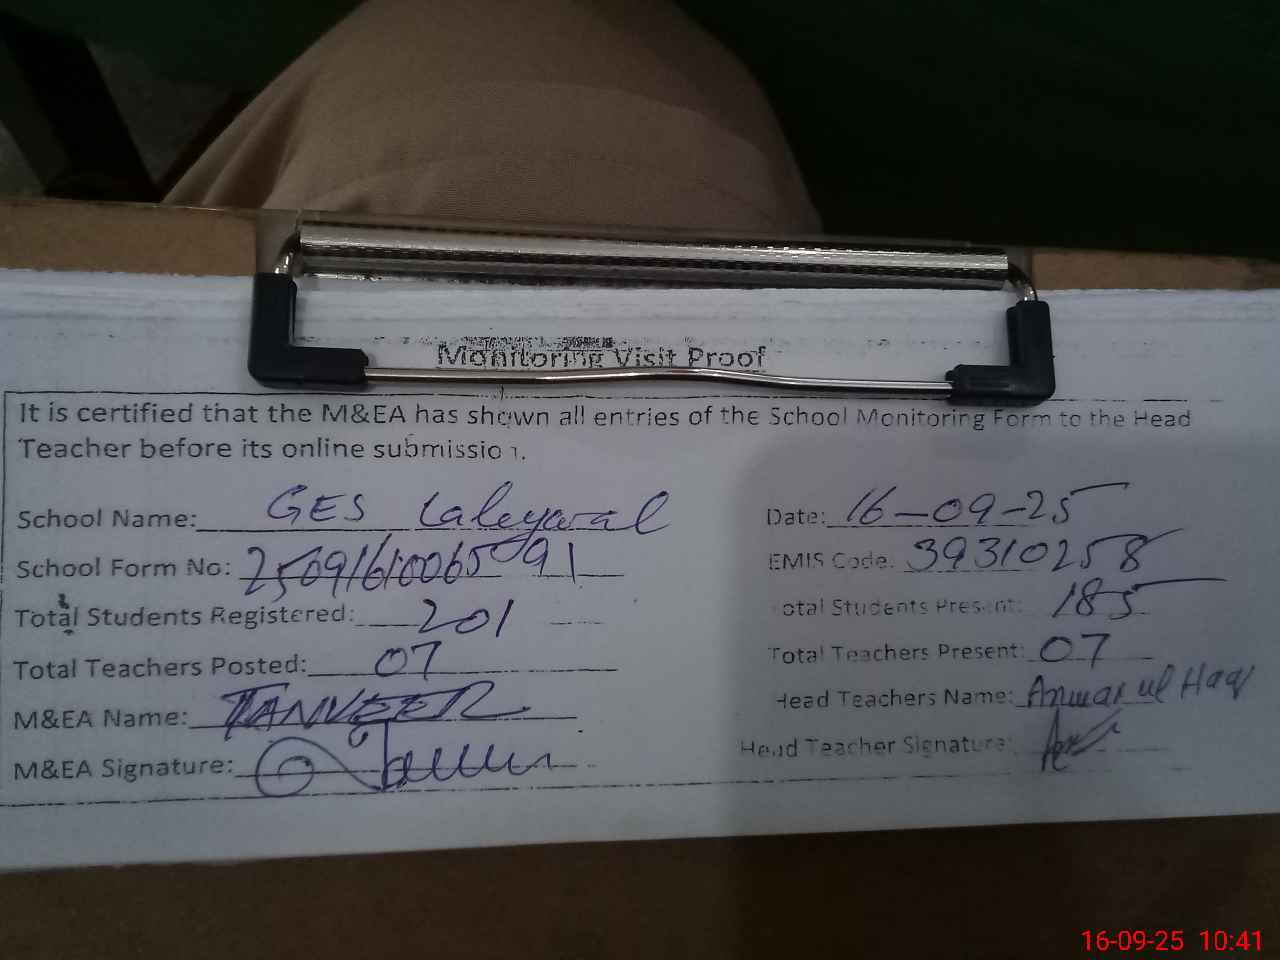 Monitoring Visit Proof
It is certified that the M&EA has shown all entries of the School Monitoring Form to the Head
Teacher before its online submission.
School Name: GES Laleyaral
Date: 16-09-25
School Form No: 25091610065091
EMIS Code: 39310258
Total Students Registered: 201
Total Students Present: 185
Total Teachers Posted: 07
Total Teachers Present: 07
M&EA Name: TANVEER
Head Teachers Name: Anwar ul Haq
M&EA Signature:
Head Teacher Signature:
16-09-25 10:41